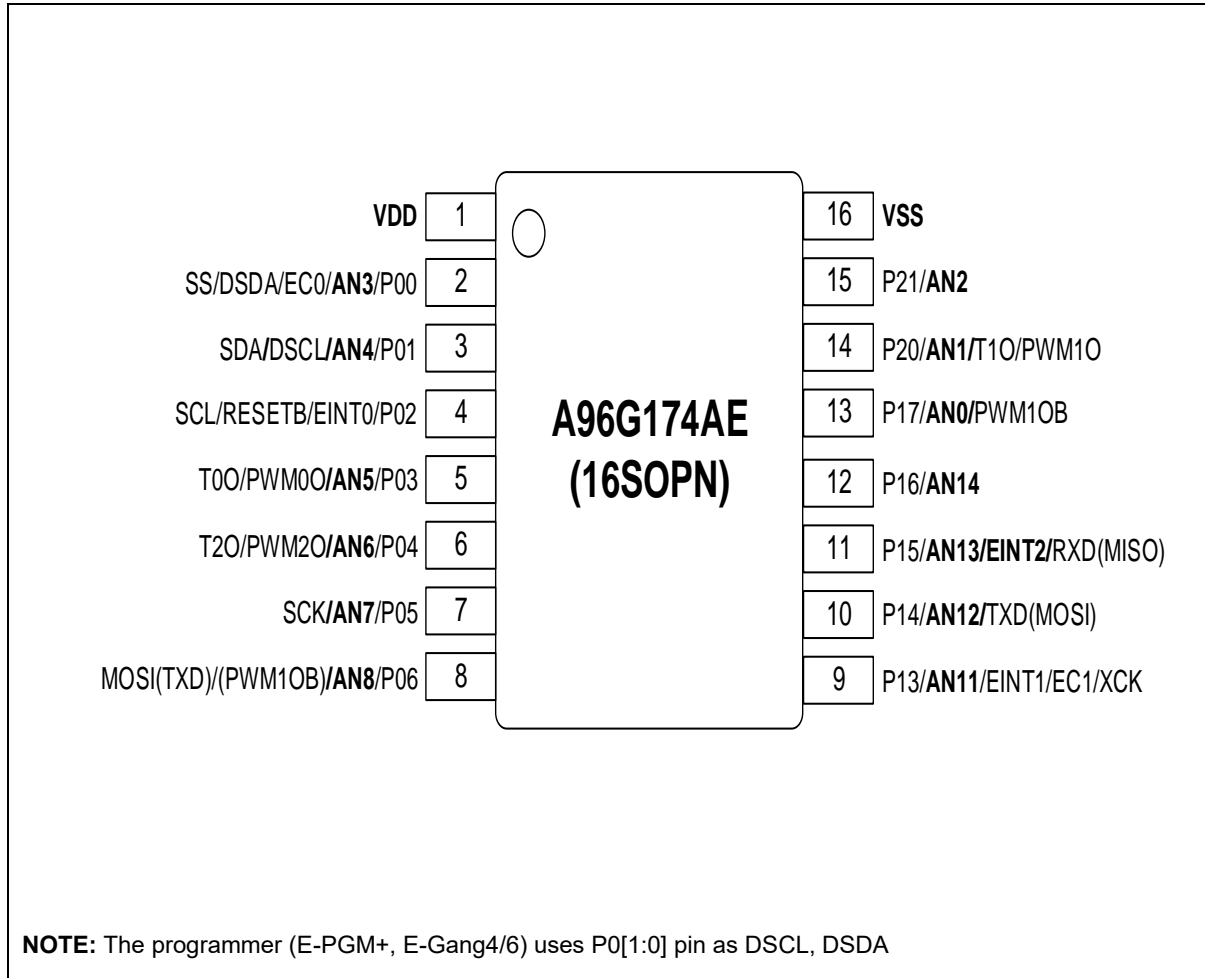 VDD 1 16 VSS
SS/DSDA/EC0/AN3/P00 2 15 P21/AN2
SDA/DSCL/AN4/P01 3 14 P20/AN1/T1O/PWM1O
SCL/RESETB/EINT0/P02 4 13 P17/AN0/PWM1OB
A96G174AE
(16SOPN)
T0O/PWM0O/AN5/P03 5 12 P16/AN14
T2O/PWM2O/AN6/P04 6 11 P15/AN13/EINT2/RXD(MISO)
SCK/AN7/P05 7 10 P14/AN12/TXD(MOSI)
MOSI(TXD)/(PWM1OB)/AN8/P06 8 9 P13/AN11/EINT1/EC1/XCK
NOTE: The programmer (E-PGM+, E-Gang4/6) uses P0[1:0] pin as DSCL, DSDA